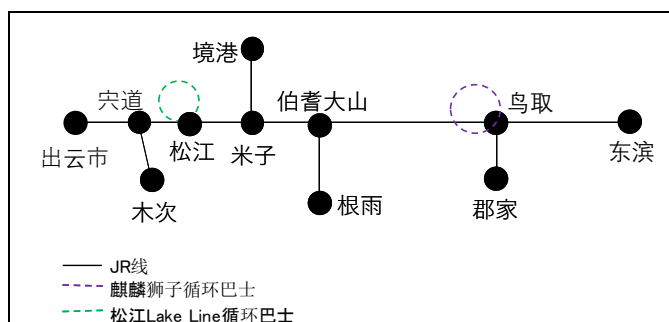 境港
宍道
伯耆大山
鸟取
出云市
松江
米子
东滨
木次
根雨
郡家
JR线
麒麟狮子循环巴士
松江Lake Line循环巴士